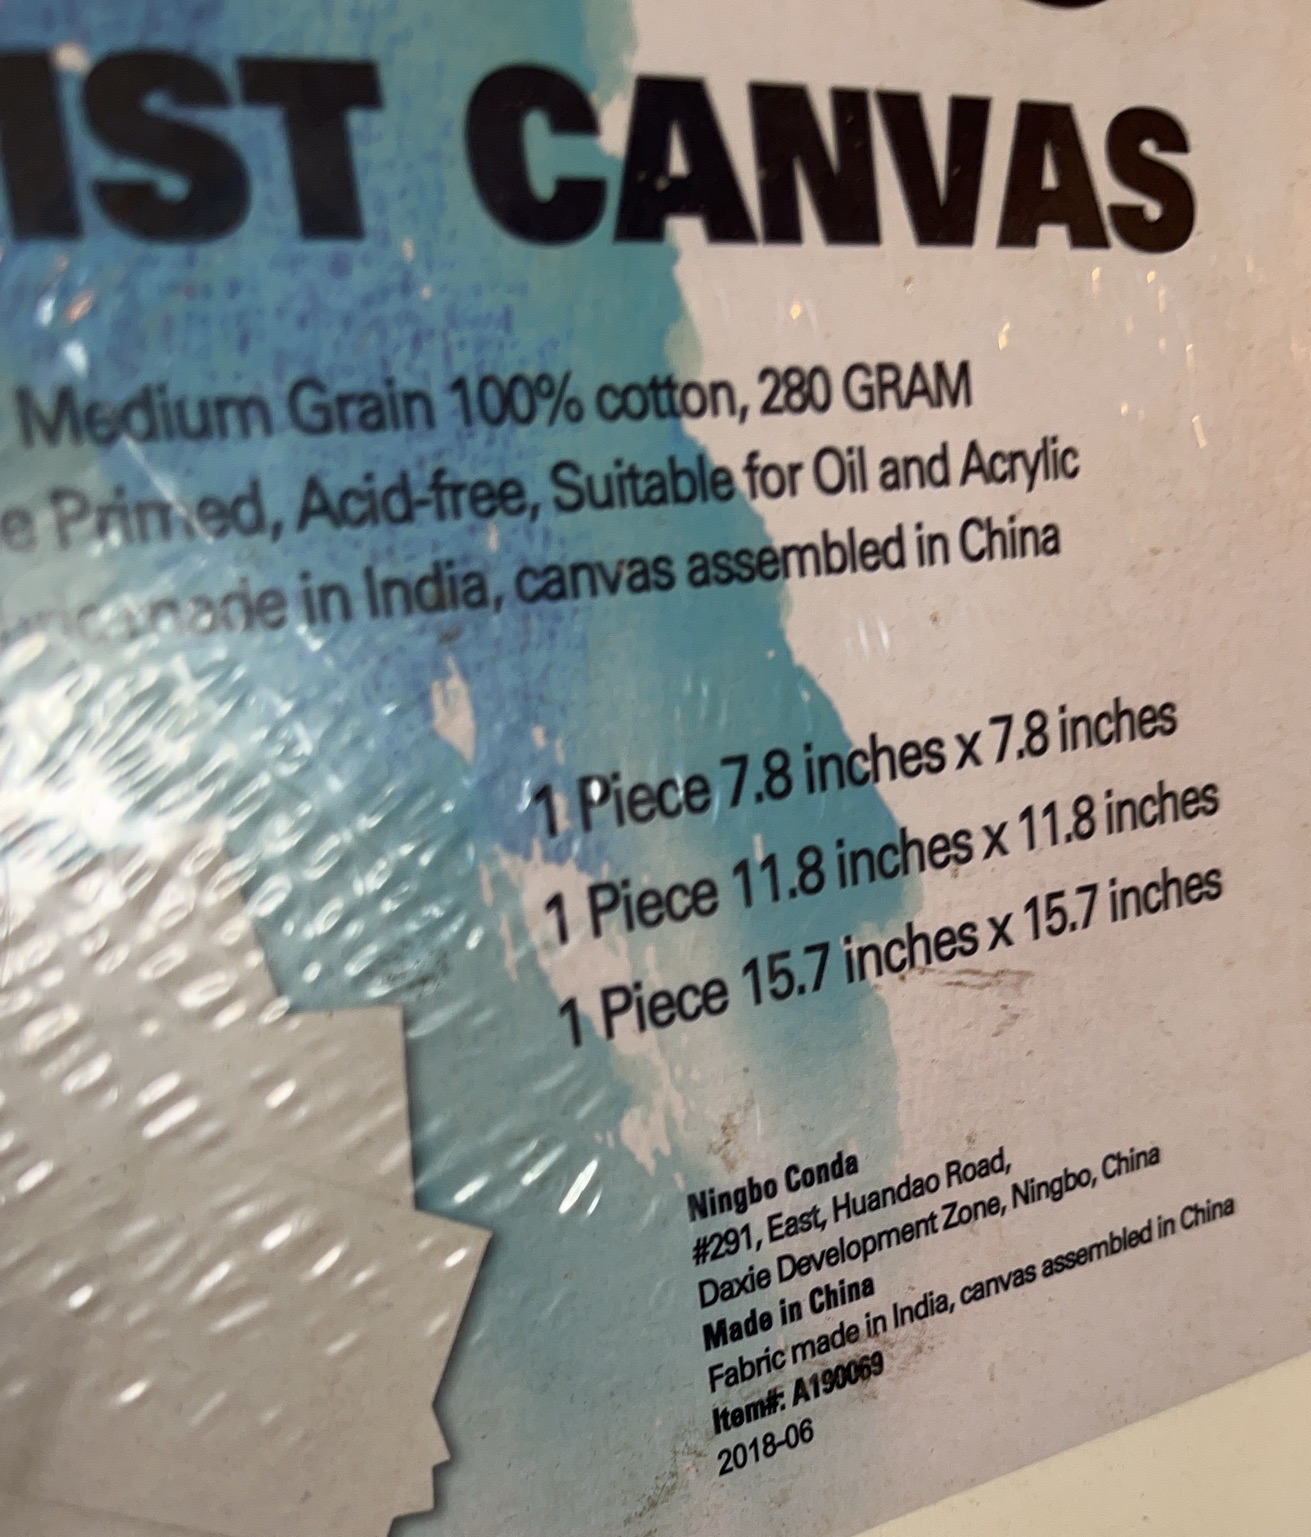 IST CANVAS
Medium Grain 100% cotton, 280 GRAM
e Primed, Acid-free, Suitable for Oil and Acrylic
made in India, canvas assembled in China
1 Piece 7.8 inches x 7.8 inches
1 Piece 11.8 inches x 11.8 inches
1 Piece 15.7 inches x 15.7 inches
Ningbo Conda
#291, East, Huandao Road,
Daxie Development Zone, Ningbo, China
Made in China
Fabric made in India, canvas assembled in China
Item#: A190069
2018-06